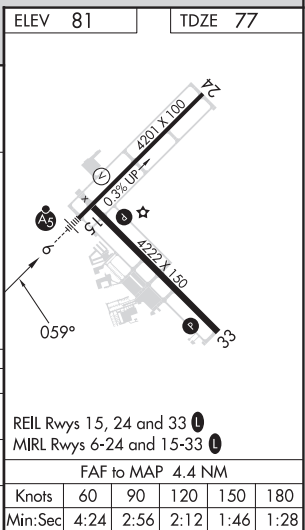 ELEV 81
TDZE 77
24
4201 X 100
0.3% UP
V
A5
P
15
6
4222 X 150
059°
P
33
REIL Rwys 15, 24 and 33 L
MIRL Rwys 6-24 and 15-33 L
FAF to MAP 4.4 NM
Knots 60 90 120 150 180
Min:Sec 4:24 2:56 2:12 1:46 1:28